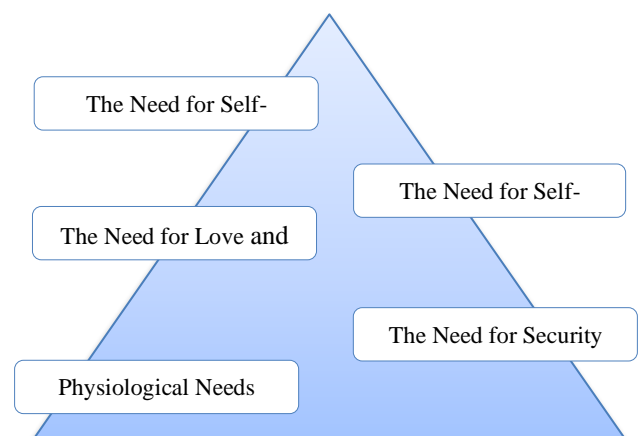 The Need for Self-
The Need for Self-
The Need for Love and
The Need for Security
Physiological Needs